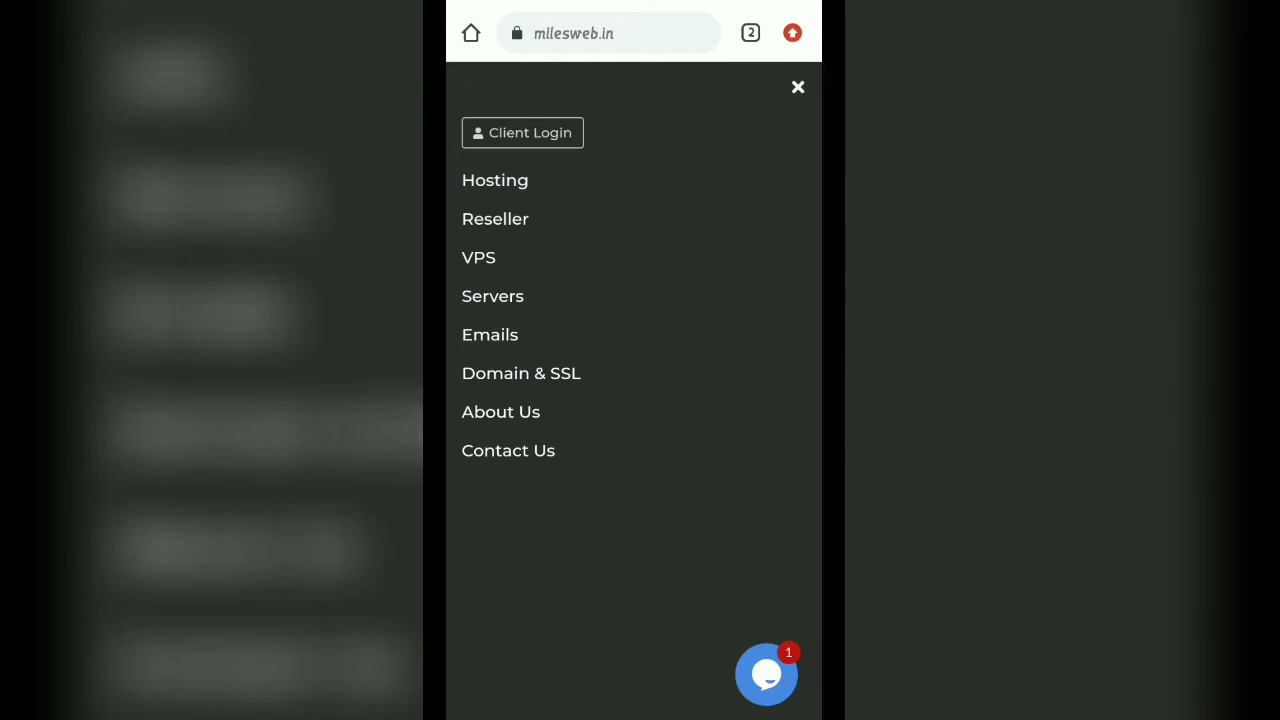 milesweb.in
2
Client Login
Hosting
Reseller
VPS
Servers
Emails
Domain & SSL
About Us
Contact Us
1